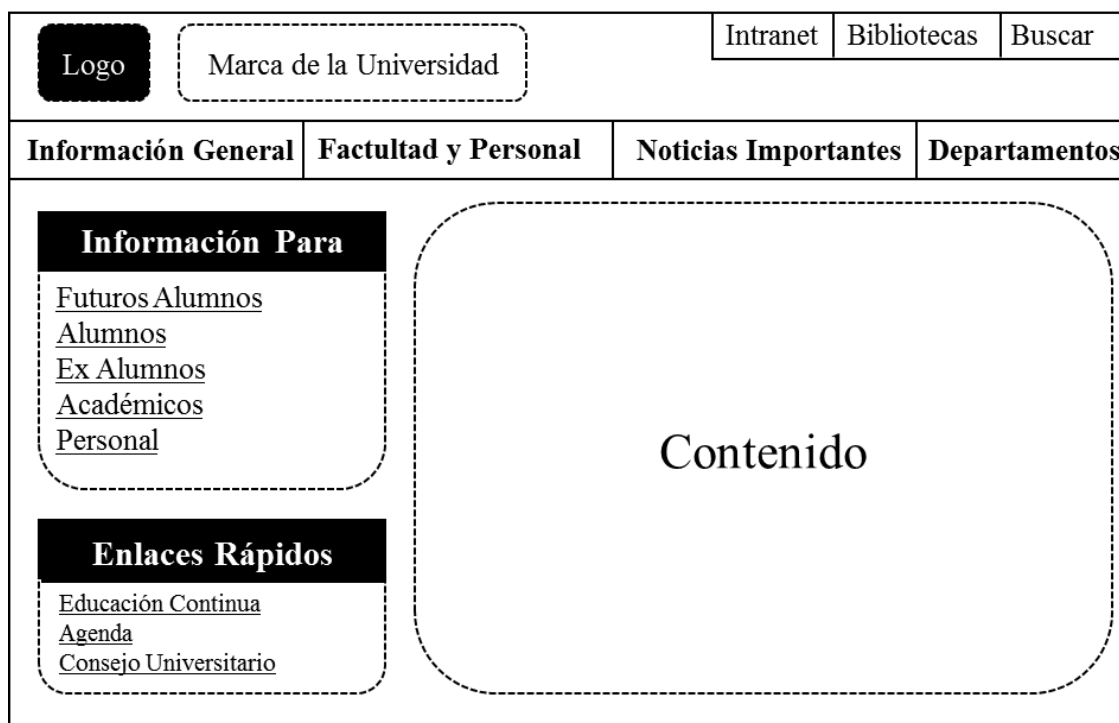 Logo
Marca de la Universidad
Intranet
Bibliotecas
Buscar
Información General
Factultad y Personal
Noticias Importantes
Departamentos
Información Para
Futuros Alumnos
Alumnos
Ex Alumnos
Académicos
Personal
Enlaces Rápidos
Educación Continua
Agenda
Consejo Universitario
Contenido